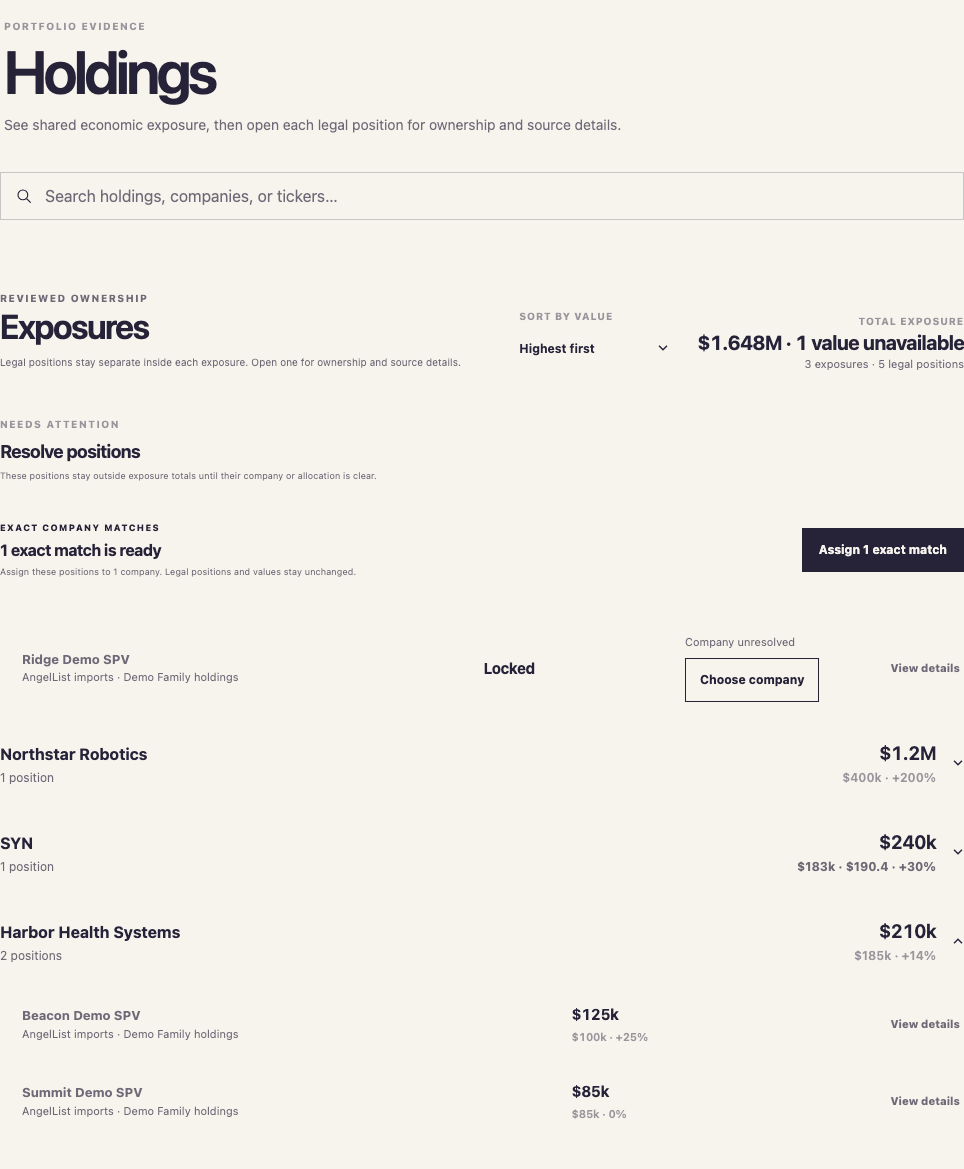 PORTFOLIO EVIDENCE
Holdings
See shared economic exposure, then open each legal position for ownership and source details.
Search holdings, companies, or tickers...
REVIEWED OWNERSHIP
Exposures
Legal positions stay separate inside each exposure. Open one for ownership and source details.
SORT BY VALUE
Highest first
TOTAL EXPOSURE
$1.648M · 1 value unavailable
3 exposures · 5 legal positions
NEEDS ATTENTION
Resolve positions
These positions stay outside exposure totals until their company or allocation is clear.
EXACT COMPANY MATCHES
1 exact match is ready
Assign these positions to 1 company. Legal positions and values stay unchanged.
Assign 1 exact match
Ridge Demo SPV
AngelList imports · Demo Family holdings
Locked
Company unresolved
Choose company
View details
Northstar Robotics
1 position
$1.2M
$400k · +200%
SYN
1 position
$240k
$183k · $190.4 · +30%
Harbor Health Systems
2 positions
$210k
$185k · +14%
Beacon Demo SPV
AngelList imports · Demo Family holdings
$125k
$100k · +25%
View details
Summit Demo SPV
AngelList imports · Demo Family holdings
$85k
$85k · 0%
View details